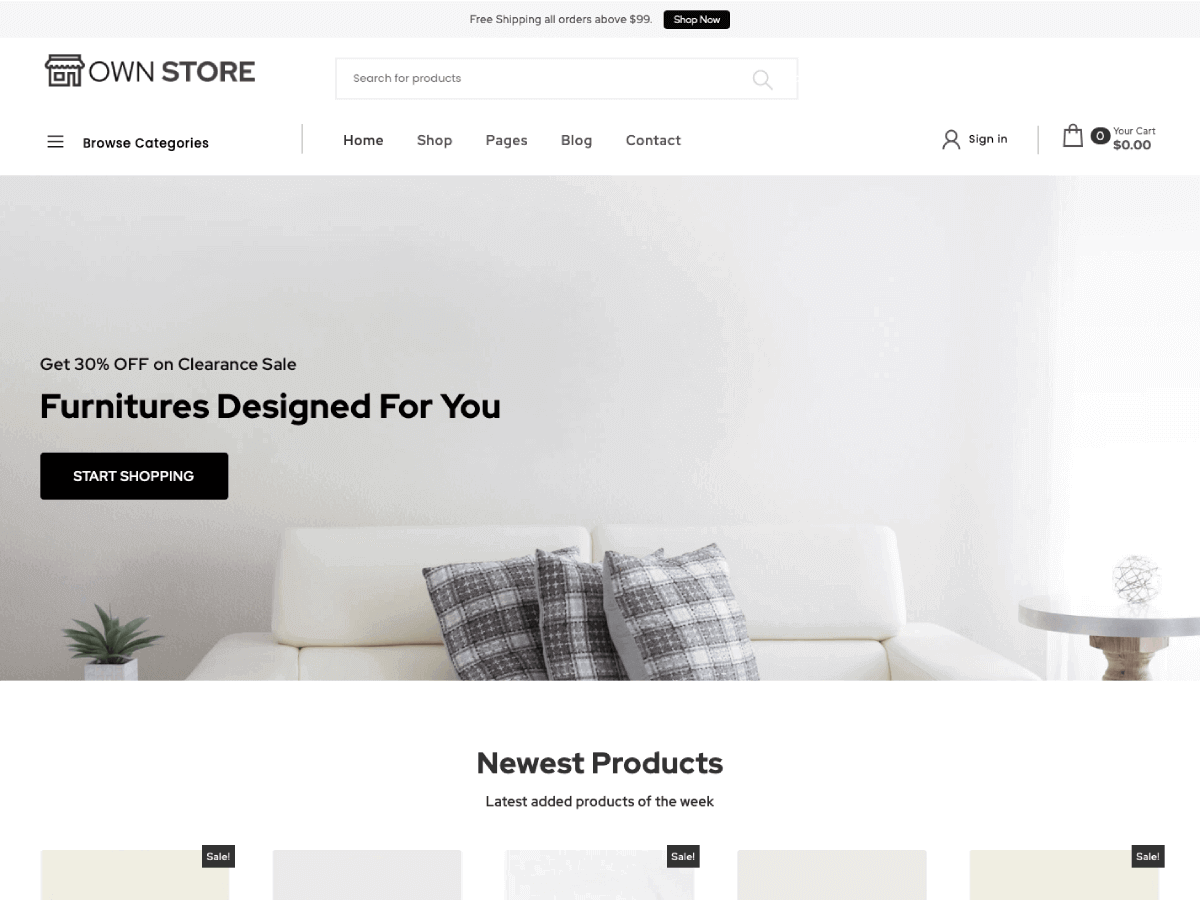 Free Shipping all orders above $99. Shop Now
OWN STORE
Search for products
Browse Categories
Home Shop Pages Blog Contact
Sign in
0 Your Cart
$0.00
Get 30% OFF on Clearance Sale
Furnitures Designed For You
START SHOPPING
Newest Products
Latest added products of the week
Sale! Sale! Sale!